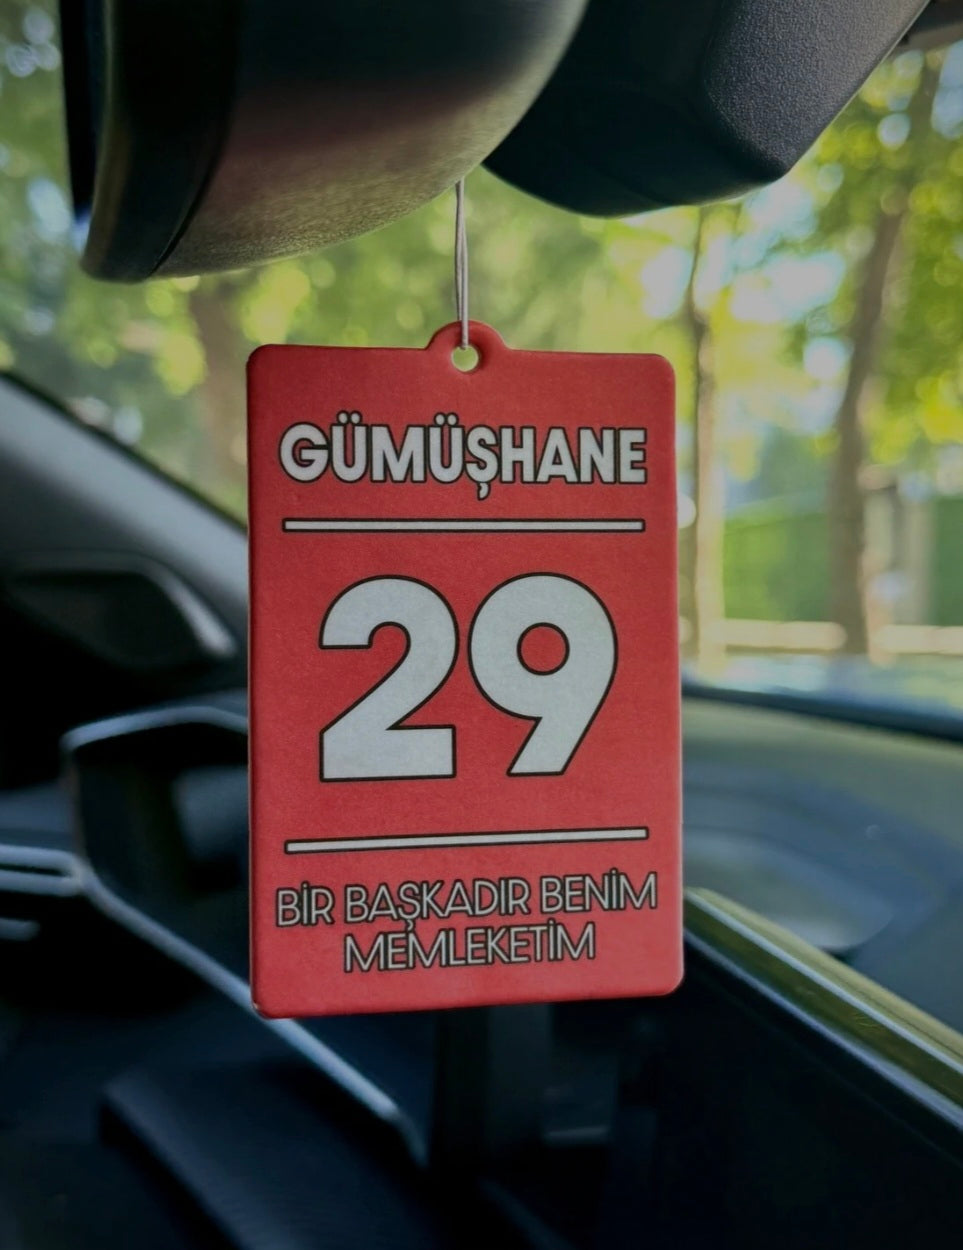 GÜMÜŞHANE
29
BİR BAŞKADIR BENİM
MEMLEKETİM